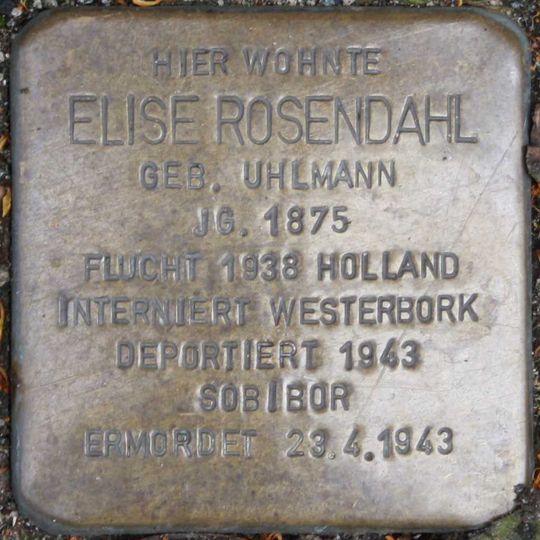 HIER WOHNTE
ELISE ROSENDAHL
GEB. UHLMANN
JG. 1875
FLUCHT 1938 HOLLAND
INTERNIERT WESTERBORK
DEPORTIERT 1943
SOBIBOR
ERMORDET 23.4.1943